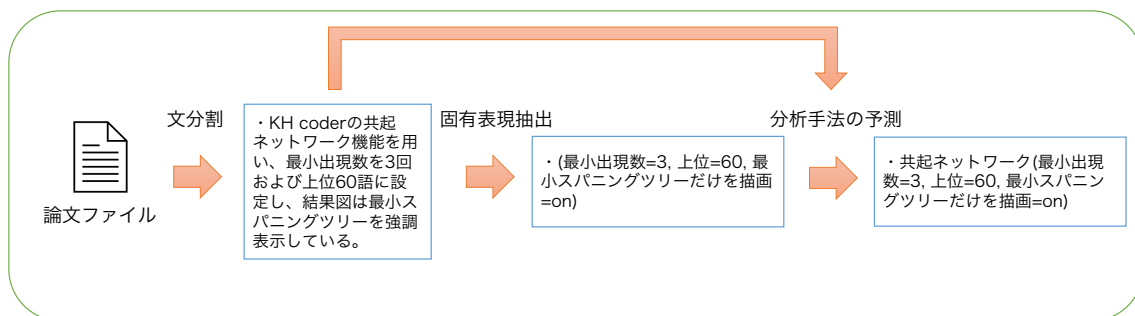 文分割
固有表現抽出
分析手法の予測
論文ファイル
・KH coderの共起
ネットワーク機能を用
い、最小出現数を3回
および上位60語に設
定し、結果図は最小ス
パニングツリーを強調
表示している。
・(最小出現数=3, 上位=60, 最
小スパニングツリーだけを描画
=on)
・共起ネットワーク(最小出現
数=3, 上位=60, 最小スパニン
グツリーだけを描画=on)